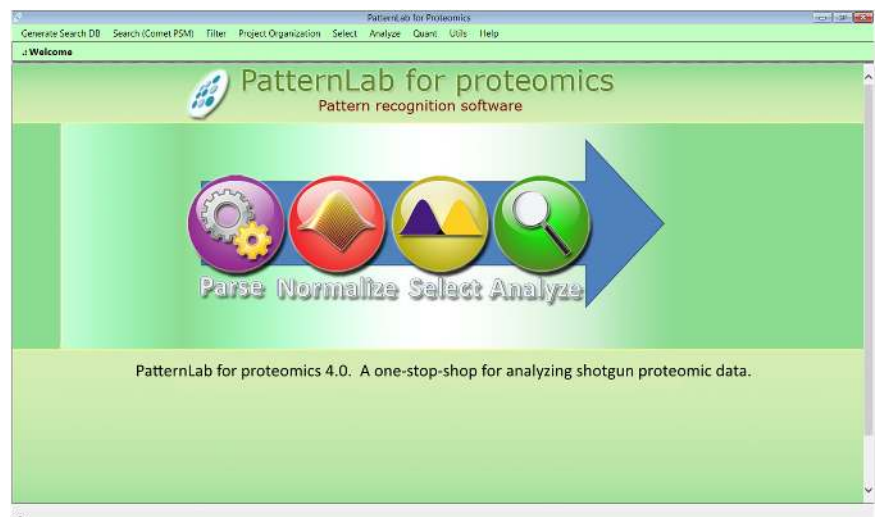 PatternLab for Proteomics
Generate Search DB Search (Comet PSM) Filter Project Organization Select Analyze Quant Utils Help
.: Welcome
PatternLab for proteomics
Pattern recognition software
Parse Normalize Select Analyze
PatternLab for proteomics 4.0. A one-stop-shop for analyzing shotgun proteomic data.